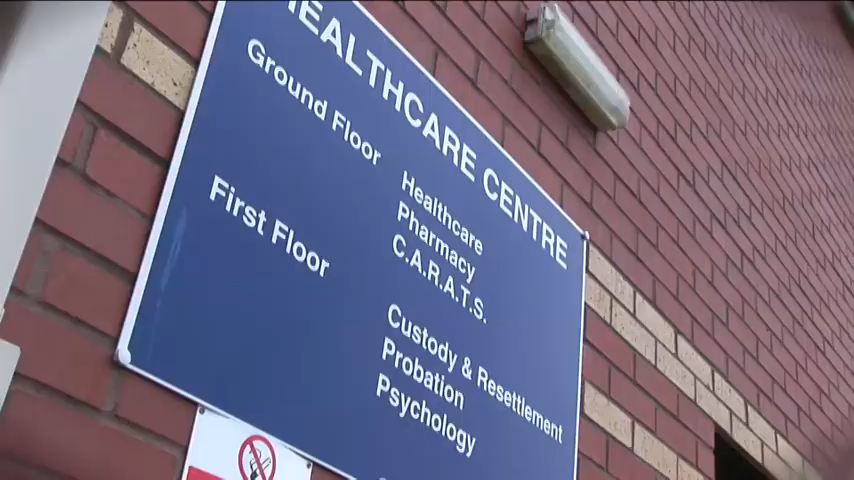 HEALTHCARE CENTRE
Ground Floor
Healthcare
Pharmacy
C.A.R.A.T.S.
First Floor
Custody & Resettlement
Probation
Psychology